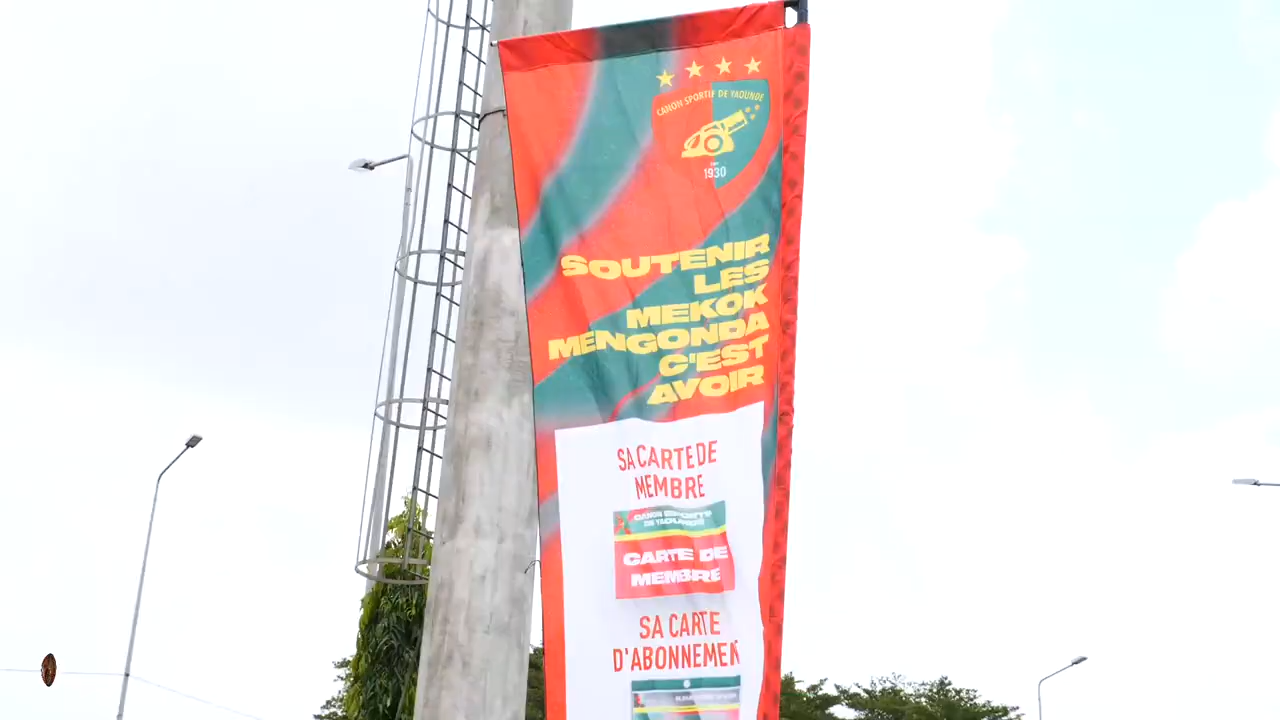 CANON SPORTIF DE YAOUNDE
1930
SOUTENIR
LES
MEKOK
MENGONDA
C'EST
AVOIR
SA CARTE DE
MEMBRE
CARTE DE
MEMBRE
SA CARTE
D'ABONNEMEN